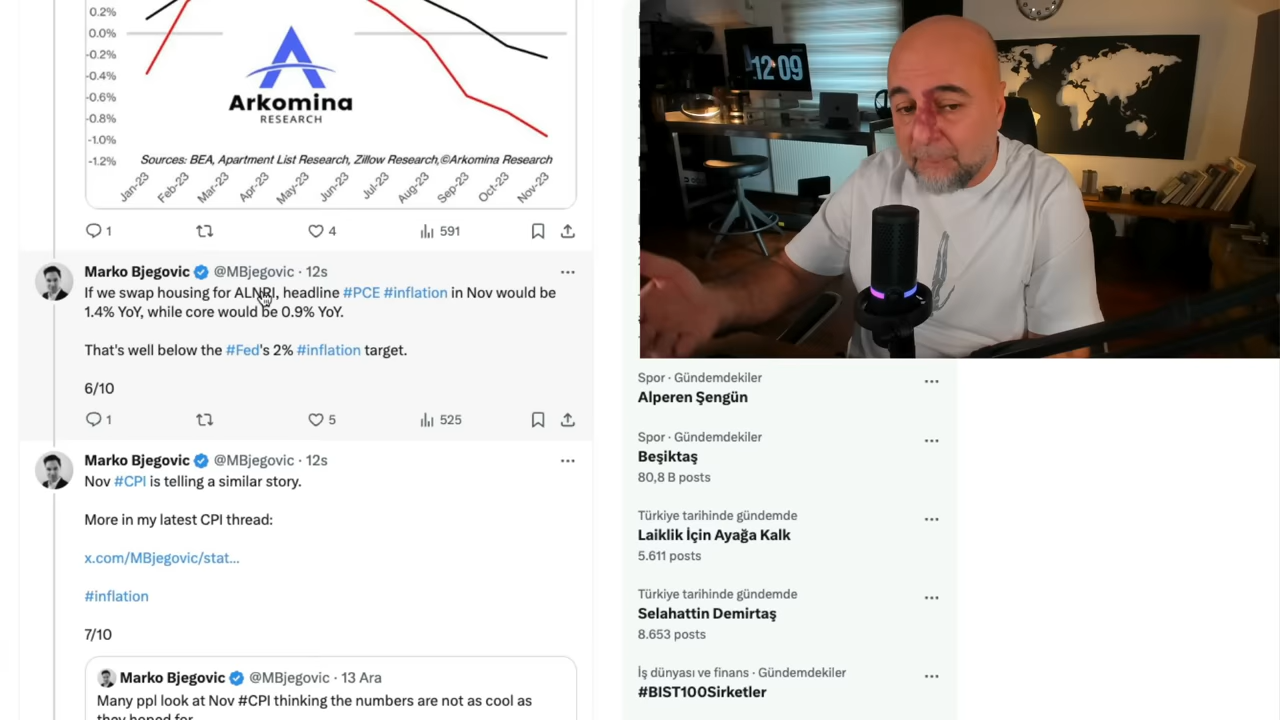 0.2%
0.0%
-0.2%
-0.4%
-0.6%
-0.8%
-1.0%
-1.2%
Arkomina
RESEARCH
Sources: BEA, Apartment List Research, Zillow Research,©Arkomina Research
Jan-23
Feb-23
Mar-23
Apr-23
May-23
Jun-23
Jul-23
Aug-23
Sep-23
Oct-23
Nov-23
1
4
591
Marko Bjegovic @MBjegovic · 12s
If we swap housing for ALNRI, headline #PCE #inflation in Nov would be
1.4% YoY, while core would be 0.9% YoY.
That's well below the #Fed's 2% #inflation target.
6/10
1
5
525
Marko Bjegovic @MBjegovic · 12s
Nov #CPI is telling a similar story.
More in my latest CPI thread:
x.com/MBjegovic/stat...
#inflation
7/10
Marko Bjegovic @MBjegovic · 13 Ara
Many ppl look at Nov #CPI thinking the numbers are not as cool as
they hoped for
12 09
Spor · Gündemdekiler
Alperen Şengün
Spor · Gündemdekiler
Beşiktaş
80,8 B posts
Türkiye tarihinde gündemde
Laiklik İçin Ayağa Kalk
5.611 posts
Türkiye tarihinde gündemde
Selahattin Demirtaş
8.653 posts
İş dünyası ve finans · Gündemdekiler
#BIST100Sirketler